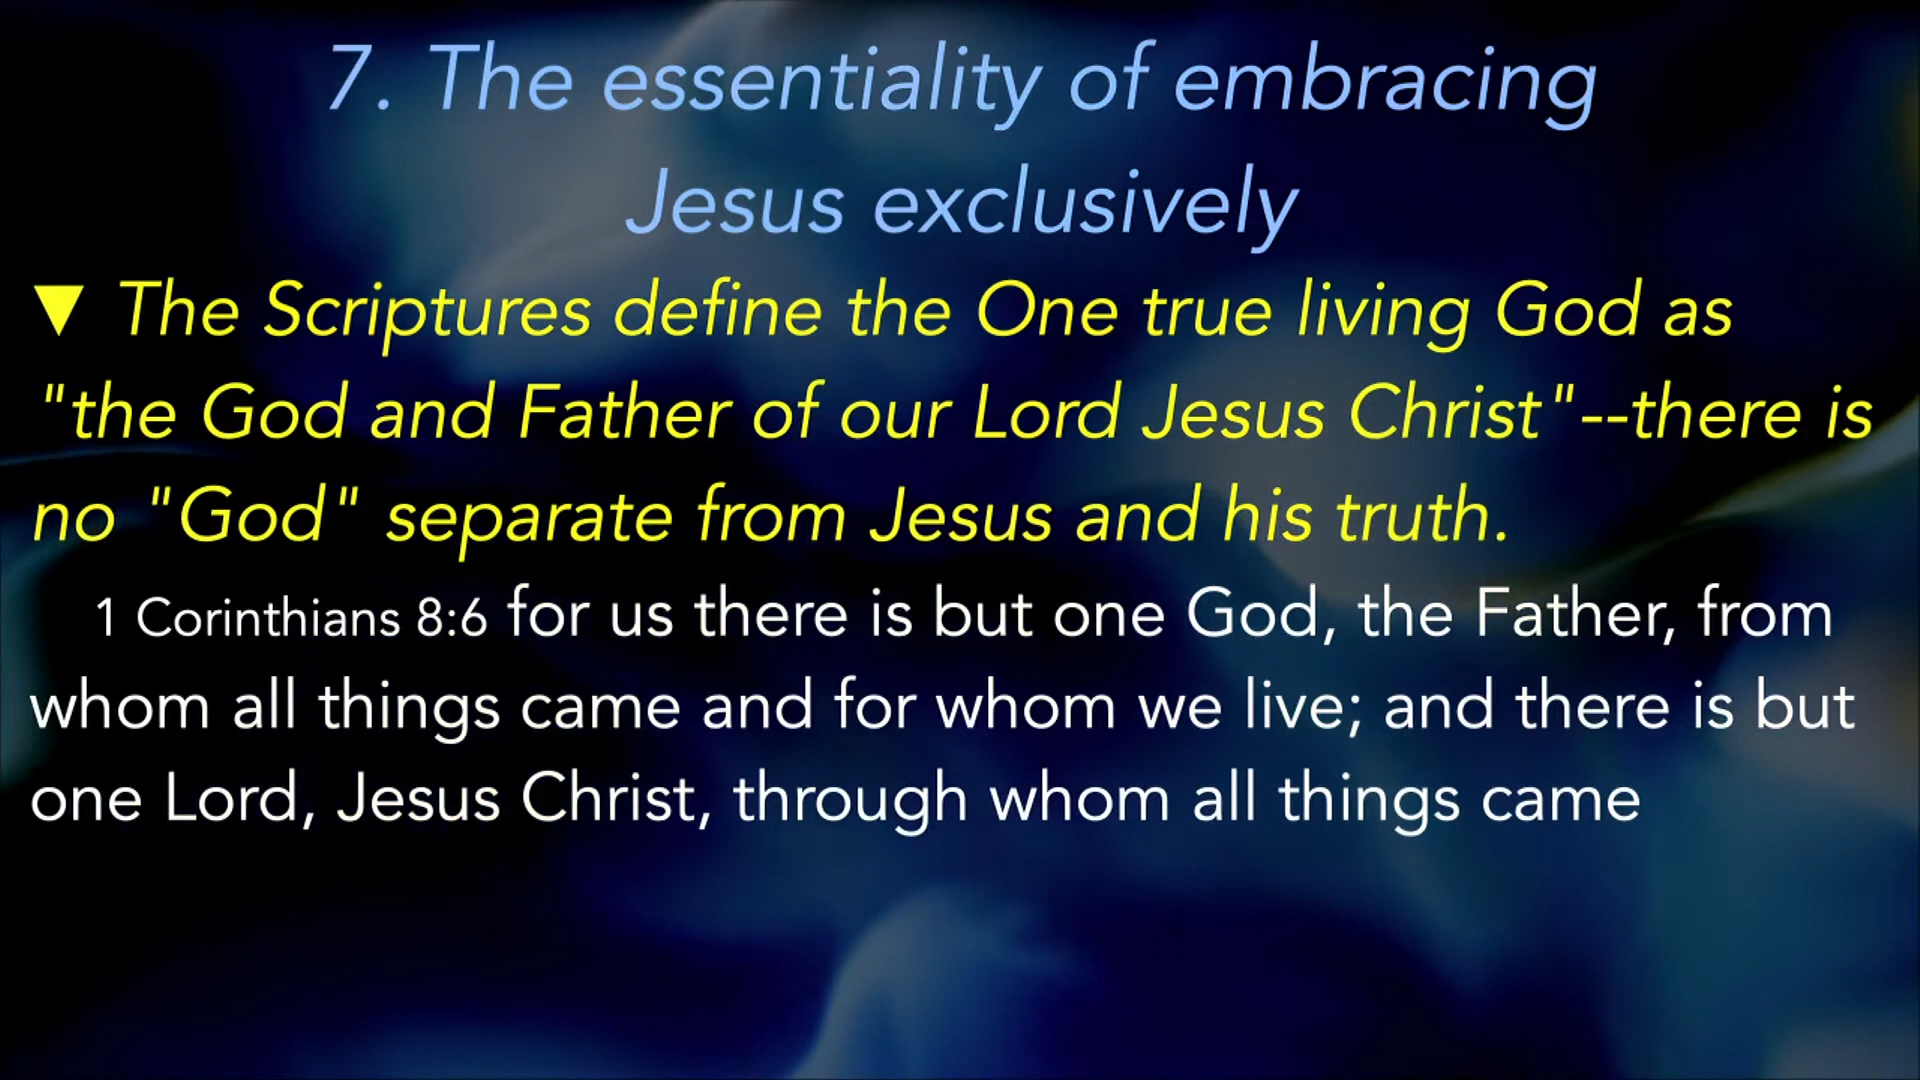 7. The essentiality of embracing
Jesus exclusively
▼ The Scriptures define the One true living God as
"the God and Father of our Lord Jesus Christ"--there is
no "God" separate from Jesus and his truth.
1 Corinthians 8:6 for us there is but one God, the Father, from
whom all things came and for whom we live; and there is but
one Lord, Jesus Christ, through whom all things came